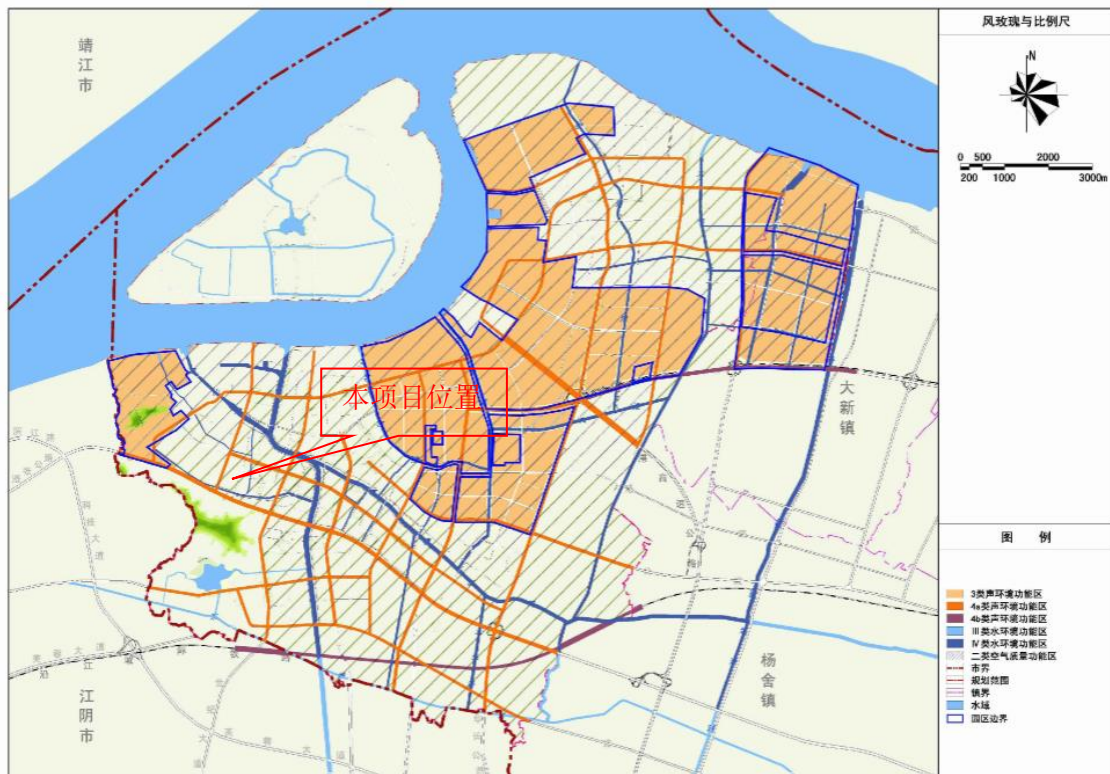 靖江市
风玫瑰与比例尺
N
0 500 2000
200 1000 3000m
本项目位置
大新镇
杨舍镇
江阴市
图 例
3类声环境功能区
4a类声环境功能区
4b类声环境功能区
Ⅲ类水环境功能区
Ⅳ类水环境功能区
二类空气质量功能区
市界
规划范围
镇界
水域
园区边界